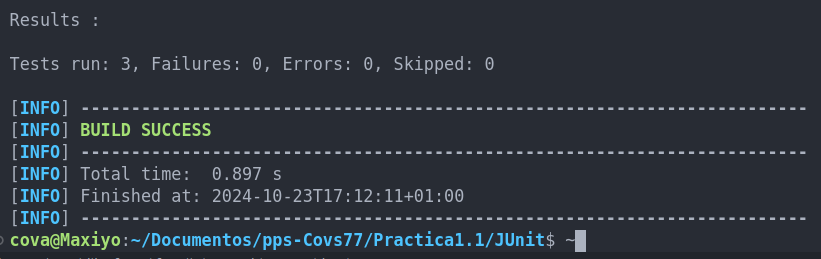 Results :
Tests run: 3, Failures: 0, Errors: 0, Skipped: 0
[INFO] ------------------------------------------------------------------------
[INFO] BUILD SUCCESS
[INFO] ------------------------------------------------------------------------
[INFO] Total time:  0.897 s
[INFO] Finished at: 2024-10-23T17:12:11+01:00
[INFO] ------------------------------------------------------------------------
cova@Maxiyo:~/Documentos/pps-Covs77/Practica1.1/JUnit$ ~